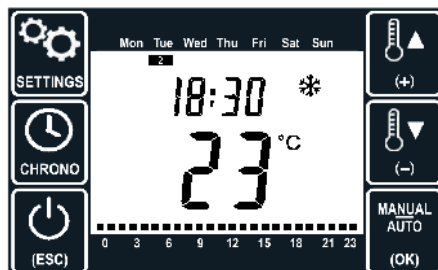 Mon Tue Wed Thu Fri Sat Sun
2
SETTINGS
18:30
(+)
23 °C
CHRONO
(-)
MANUAL
AUTO
0 3 6 9 12 15 18 21 23
(ESC)
(OK)